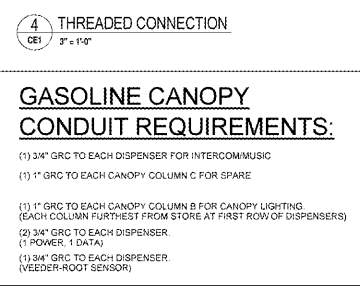 4
CE1
THREADED CONNECTION
3" = 1'-0"
GASOLINE CANOPY
CONDUIT REQUIREMENTS:
(1) 3/4" GRC TO EACH DISPENSER FOR INTERCOM/MUSIC
(1) 1" GRC TO EACH CANOPY COLUMN C FOR SPARE
(1) 1" GRC TO EACH CANOPY COLUMN B FOR CANOPY LIGHTING.
(EACH COLUMN FURTHEST FROM STORE AT FIRST ROW OF DISPENSERS)
(2) 3/4" GRC TO EACH DISPENSER.
(1 POWER, 1 DATA)
(1) 3/4" GRC TO EACH DISPENSER.
(VEEDER-ROOT SENSOR)